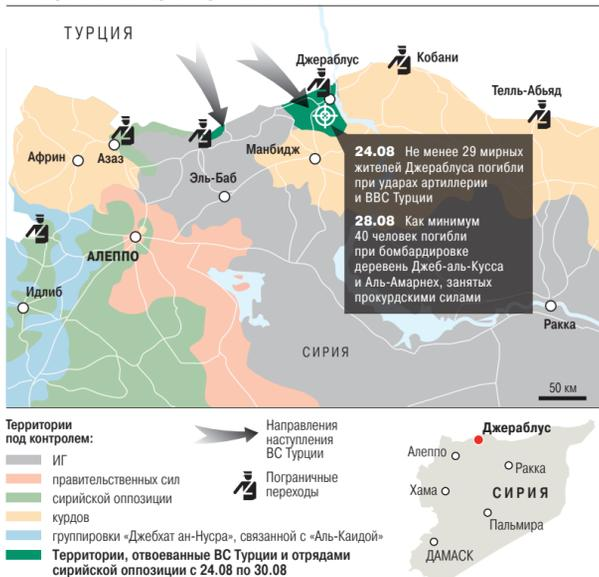 ТУРЦИЯ
Джераблус
Кобани
Телль-Абьяд
Африн
Азаз
Манбидж
Эль-Баб
24.08 Не менее 29 мирных
жителей Джераблуса погибли
при ударах артиллерии
и ВВС Турции
28.08 Как минимум
40 человек погибли
при бомбардировке
деревень Джеб-аль-Кусса
и Аль-Амарнех, занятых
прокурдскими силами
АЛЕППО
Идлиб
Ракка
СИРИЯ
50 км
Территории
под контролем:
ИГ
правительственных сил
сирийской оппозиции
курдов
группировки «Джебхат ан-Нусра», связанной с «Аль-Каидой»
Территории, отвоеванные ВС Турции и отрядами
сирийской оппозиции с 24.08 по 30.08
Направления
наступления
ВС Турции
Пограничные
переходы
Джераблус
Алеппо
Ракка
Хама
СИРИЯ
Пальмира
ДАМАСК